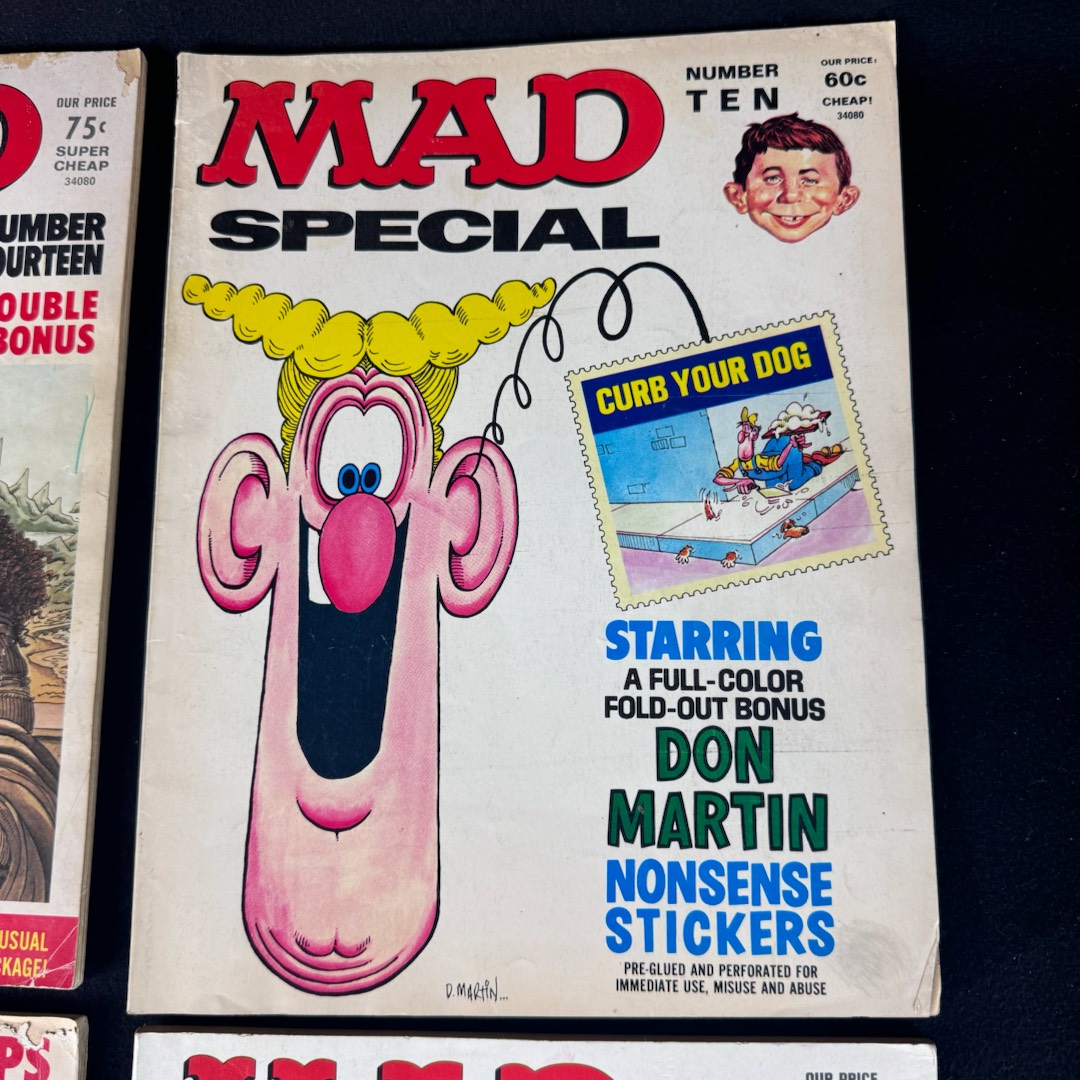 MAD
SPECIAL
NUMBER
TEN
OUR PRICE:
60c
CHEAP!
34080
CURB YOUR DOG
STARRING
A FULL-COLOR
FOLD-OUT BONUS
DON
MARTIN
NONSENSE
STICKERS
PRE-GLUED AND PERFORATED FOR
IMMEDIATE USE, MISUSE AND ABUSE
D. MARTIN...
OUR PRICE
75¢
SUPER
CHEAP
34080
UMBER
OURTEEN
OUBLE
BONUS
USUAL
KAGE!
PS
OUR PRICE